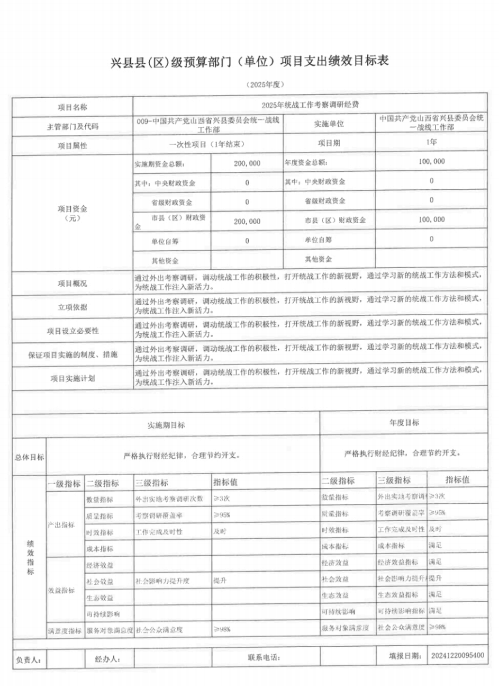 兴县县(区)级预算部门（单位）项目支出绩效目标表
（2025年度）
项目名称 2025年统战工作考察调研经费
主管部门及代码 009-中国共产党山西省兴县委员会统一战线工作部 实施单位 中国共产党山西省兴县委员会统一战线工作部
项目属性 一次性项目（1年结束） 项目日期 1年
项目资金（元） 实施期资金总额： 200,000 年度资金总额： 100,000
其中：中央财政资金 0 其中：中央财政资金 0
省级财政资金 0 省级财政资金 0
市县（区）财政资金 200,000 市县（区）财政资金 100,000
单位自筹 0 单位自筹 0
其他资金 其他资金
项目概况 通过外出考察调研，调动统战工作的积极性，打开统战工作的新视野，通过学习新的统战工作方法和模式，为统战工作注入新活力。
立项依据 通过外出考察调研，调动统战工作的积极性，打开统战工作的新视野，通过学习新的统战工作方法和模式，为统战工作注入新活力。
项目设立必要性 通过外出考察调研，调动统战工作的积极性，打开统战工作的新视野，通过学习新的统战工作方法和模式，为统战工作注入新活力。
保证项目实施的制度、措施 通过外出考察调研，调动统战工作的积极性，打开统战工作的新视野，通过学习新的统战工作方法和模式，为统战工作注入新活力。
项目实施计划 通过外出考察调研，调动统战工作的积极性，打开统战工作的新视野，通过学习新的统战工作方法和模式，为统战工作注入新活力。
实施期目标 年度目标
总体目标 严格执行财经纪律，合理节约开支。 严格执行财经纪律，合理节约开支。
绩效指标 一级指标 二级指标 三级指标 指标值 二级指标 三级指标 指标值
产出指标 数量指标 外出实地考察调研次数 ≥3次 数量指标 外出实地考察调研 ≥3次
质量指标 考察调研覆盖率 ≥95% 质量指标 考察调研覆盖率 ≥95%
时效指标 工作完成及时性 及时 时效指标 工作完成及时性 及时
成本指标 成本指标 成本指标 满足
效益指标 经济效益 经济效益 经济效益指标 满足
社会效益 社会影响力提升度 提升 社会效益 社会影响力提升 提升
生态效益 生态效益 生态效益指标 满足
可持续影响 可持续影响 可持续影响指标 满足
满意度指标 服务对象满意度 社会公众满意度 ≥98% 服务对象满意度 社会公众满意度 ≥98%
负责人： 经办人： 联系电话： 填报日期： 20241220095400